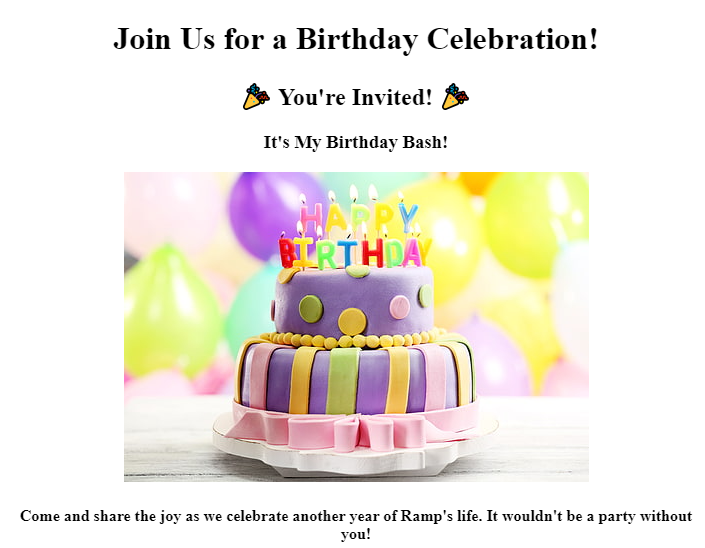 Join Us for a Birthday Celebration!
🎉 You're Invited! 🎉
It's My Birthday Bash!
HAPPY
BIRTHDAY
Come and share the joy as we celebrate another year of Ramp's life. It wouldn't be a party without
you!